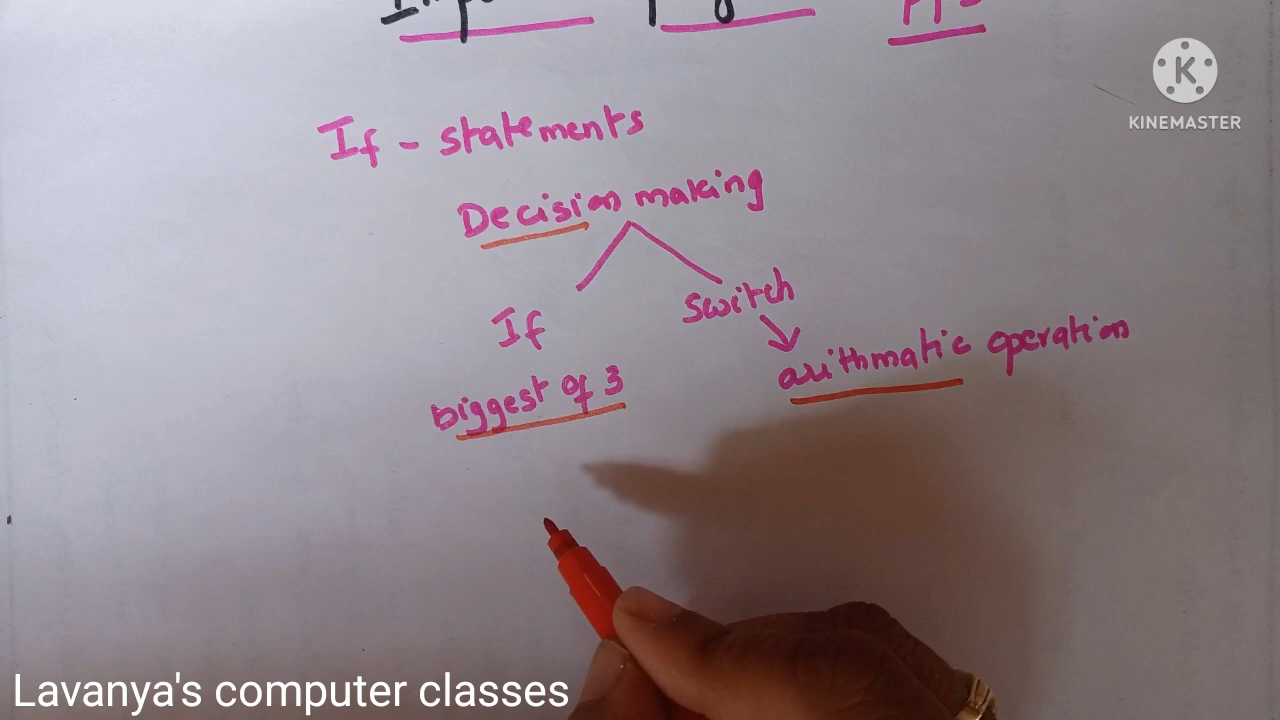 If - statements
Decision making
If
Switch
biggest of 3
arithmatic operation
KINEMASTER
Lavanya's computer classes